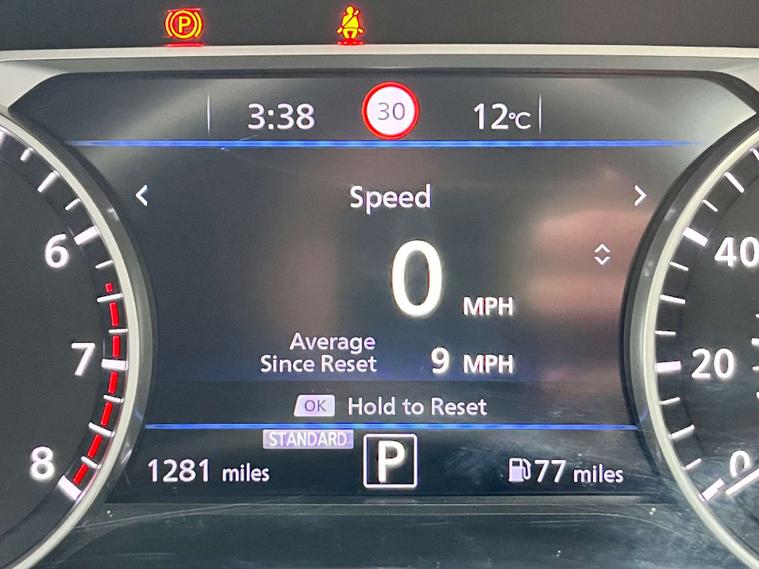 P
3:38 30 12°C
Speed
6 0 MPH 40
Average
Since Reset 9 MPH
7 20
OK Hold to Reset
STANDARD
8 1281 miles P 77 miles 0